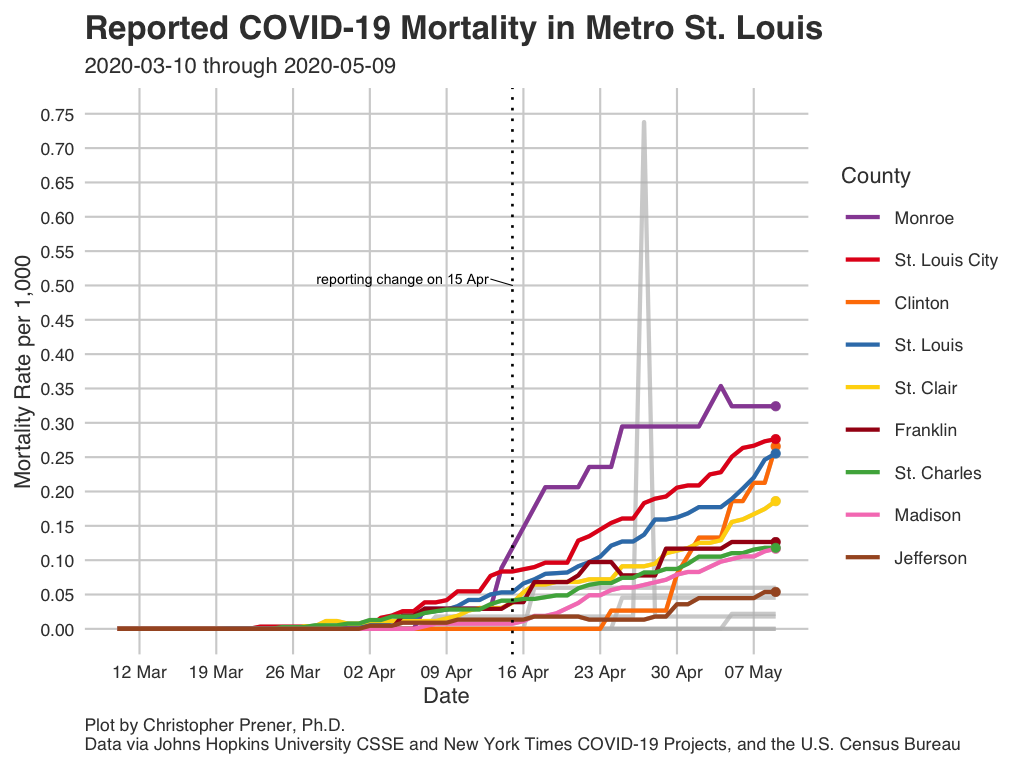 Reported COVID-19 Mortality in Metro St. Louis
2020-03-10 through 2020-05-09
Mortality Rate per 1,000
0.75
0.70
0.65
0.60
0.55
0.50
0.45
0.40
0.35
0.30
0.25
0.20
0.15
0.10
0.05
0.00
reporting change on 15 Apr
12 Mar 19 Mar 26 Mar 02 Apr 09 Apr 16 Apr 23 Apr 30 Apr 07 May
Date
County
Monroe
St. Louis City
Clinton
St. Louis
St. Clair
Franklin
St. Charles
Madison
Jefferson
Plot by Christopher Prener, Ph.D.
Data via Johns Hopkins University CSSE and New York Times COVID-19 Projects, and the U.S. Census Bureau